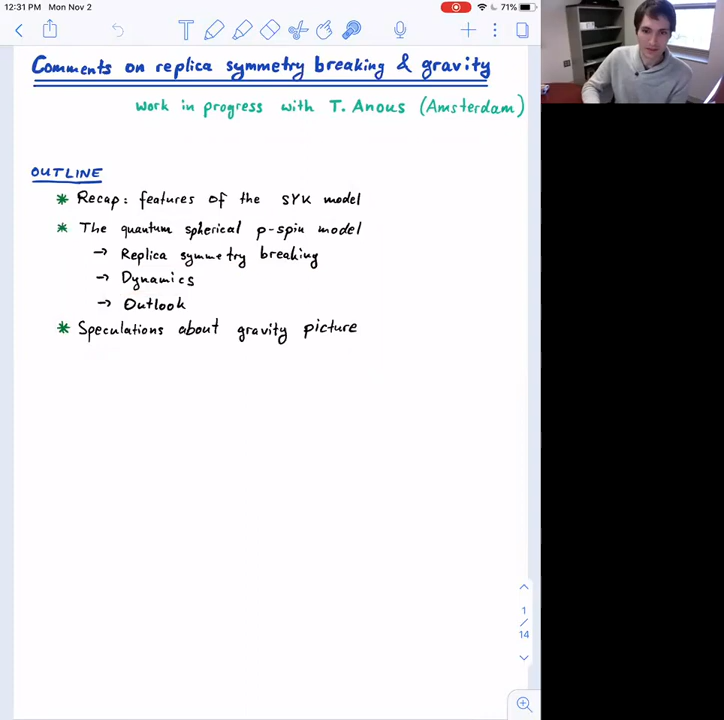 12:31 PM Mon Nov 2
71%
Comments on replica symmetry breaking & gravity
work in progress with T. Anous (Amsterdam)
OUTLINE
* Recap: features of the SYK model
* The quantum spherical p-spin model
→ Replica symmetry breaking
→ Dynamics
→ Outlook
* Speculations about gravity picture
1
/
14